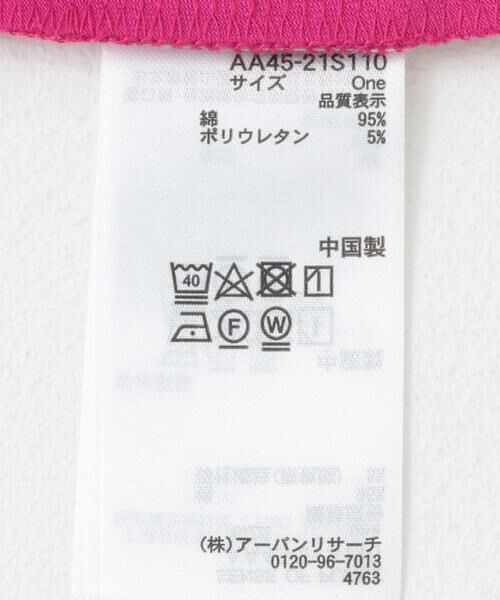 AA45-21S110
サイズ One
品質表示
綿 95%
ポリウレタン 5%
中国製
40
F W
(株)アーバンリサーチ
0120-96-7013
4763